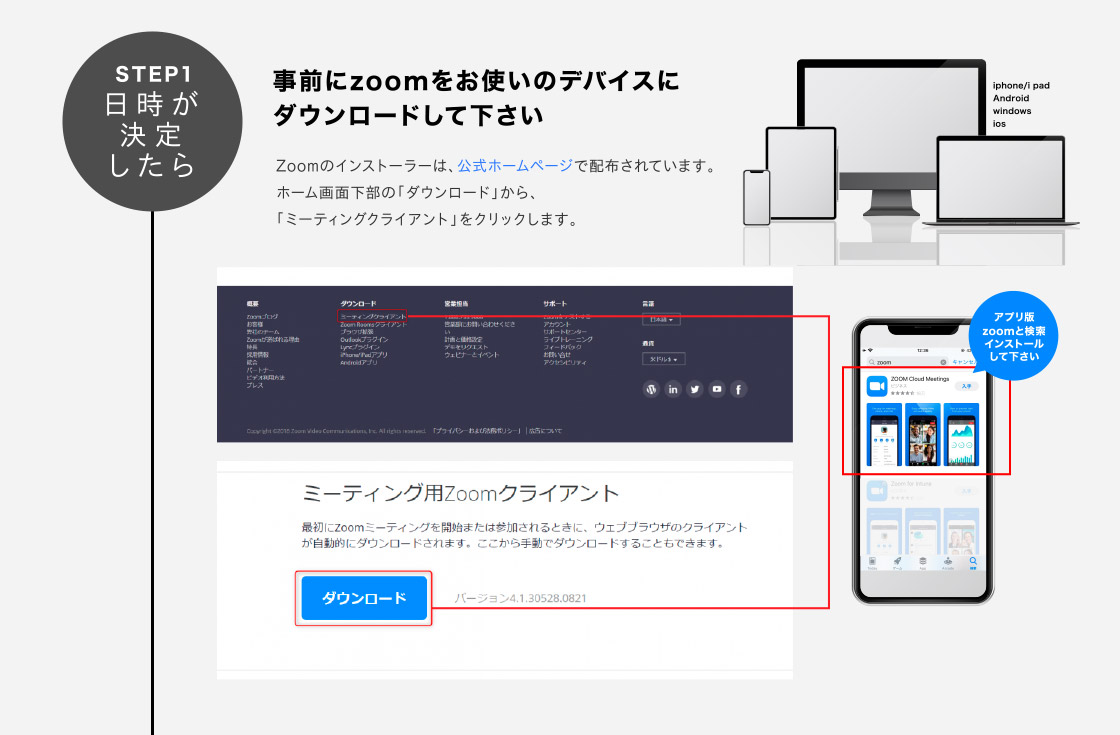 STEP1
日時が
決定
したら
事前にzoomをお使いのデバイスに
ダウンロードして下さい
Zoomのインストーラーは、公式ホームページで配布されています。
ホーム画面下部の「ダウンロード」から、
「ミーティングクライアント」をクリックします。
iphone/i pad
Android
windows
ios
概要
Zoomブログ
お客様
弊社のチーム
Zoomが選ばれる理由
特長
採用情報
統合
パートナー
ビデオ利用方法
プレス
ダウンロード
ミーティングクライアント
Zoom Roomsクライアント
ブラウザ拡張
Outlookプラグイン
Lyncプラグイン
iPhone/iPadアプリ
Androidアプリ
営業担当
営業部にお問い合わせくださ
い
計画と価格設定
デモをリクエスト
ウェビナーとイベント
サポート
アカウント
サポートセンター
ライブトレーニング
フィードバック
お問い合せ
アクセシビリティ
言語
日本語
通貨
米ドル$
Copyright ©2018 Zoom Video Communications, Inc. All rights reserved. 「プライバシーおよび法務ポリシー」 | 広告について
ミーティング用Zoomクライアント
最初にZoomミーティングを開始または参加されるときに、ウェブブラウザのクライアント
が自動的にダウンロードされます。ここから手動でダウンロードすることもできます。
ダウンロード
バージョン4.1.30528.0821
アプリ版
zoomと検索
インストール
して下さい
12:36
zoom
キャンセル
ZOOM Cloud Meetings
ビジネス
入手
Zoom for Intune
入手
Today
ゲーム
App
Arcade
検索